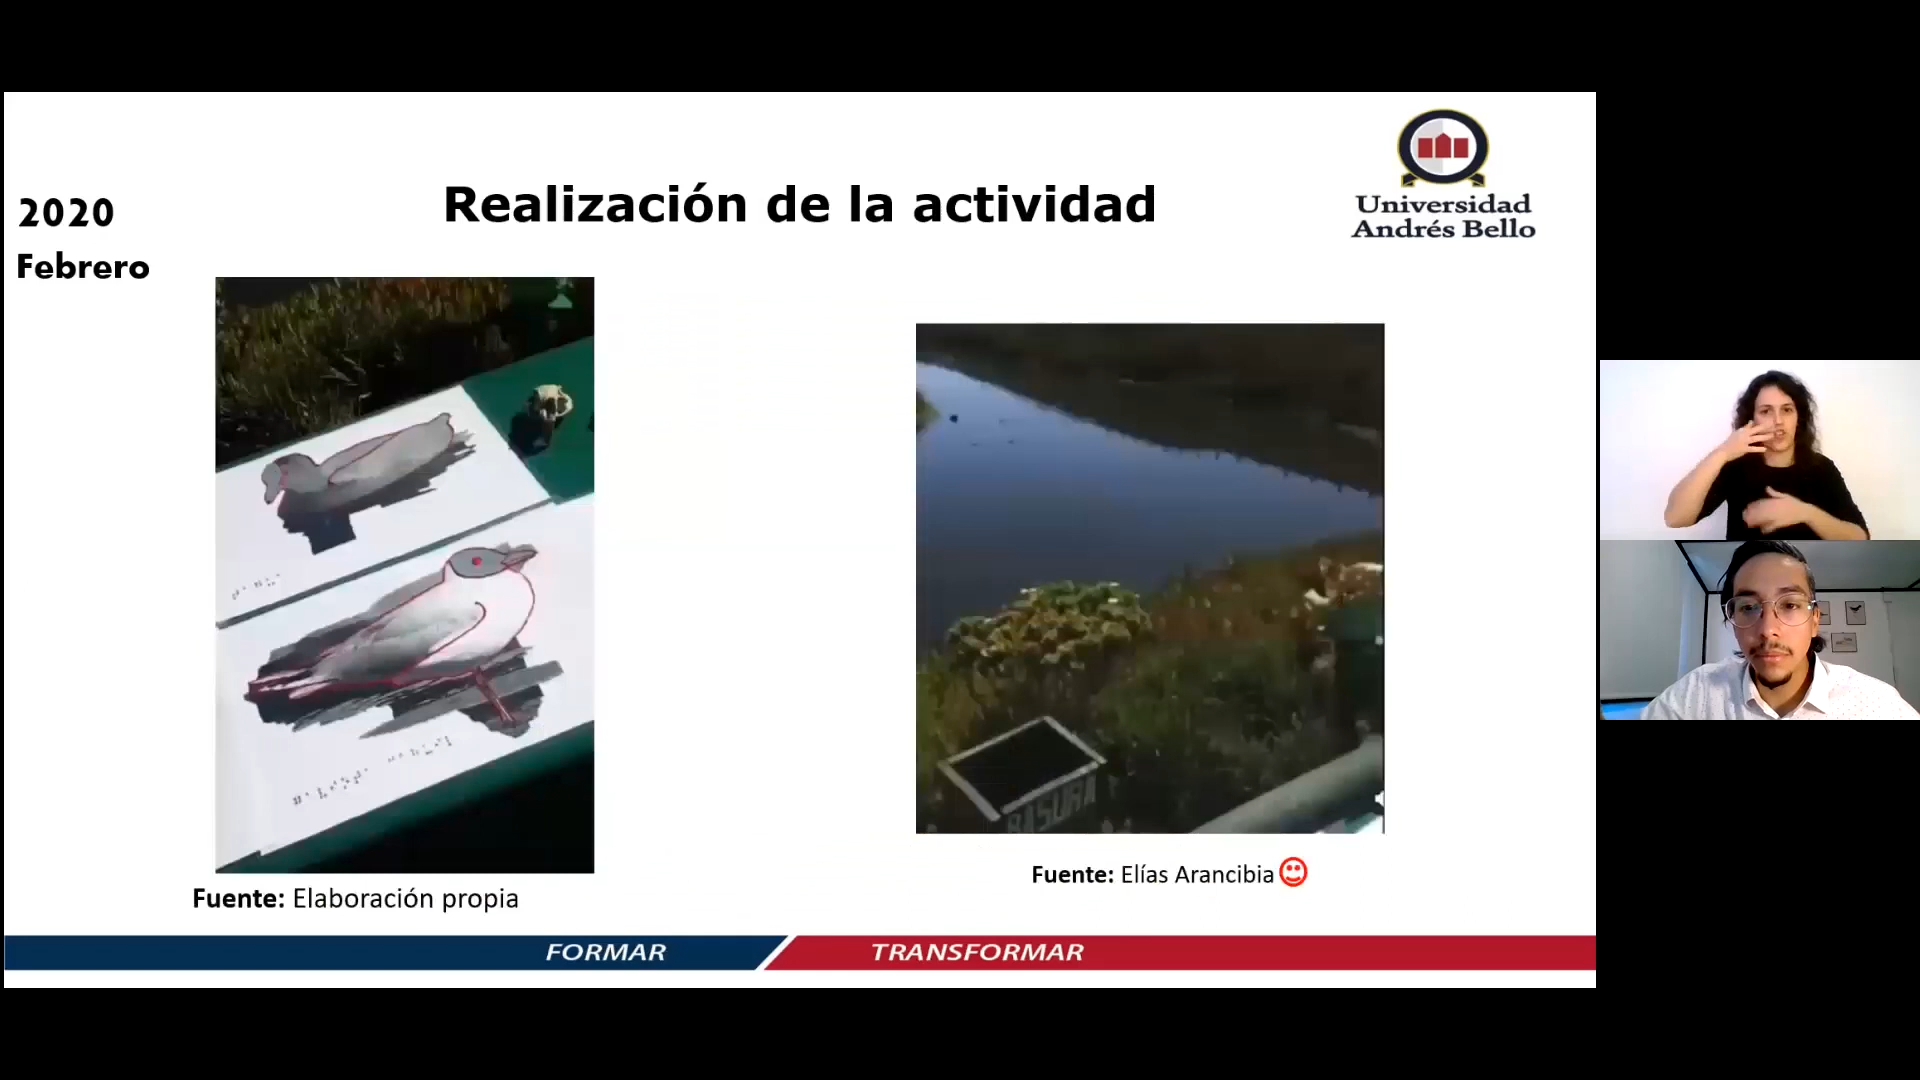 2020
Febrero
Realización de la actividad
Universidad
Andrés Bello
BASURA
Fuente: Elaboración propia
Fuente: Elías Arancibia
FORMAR
TRANSFORMAR